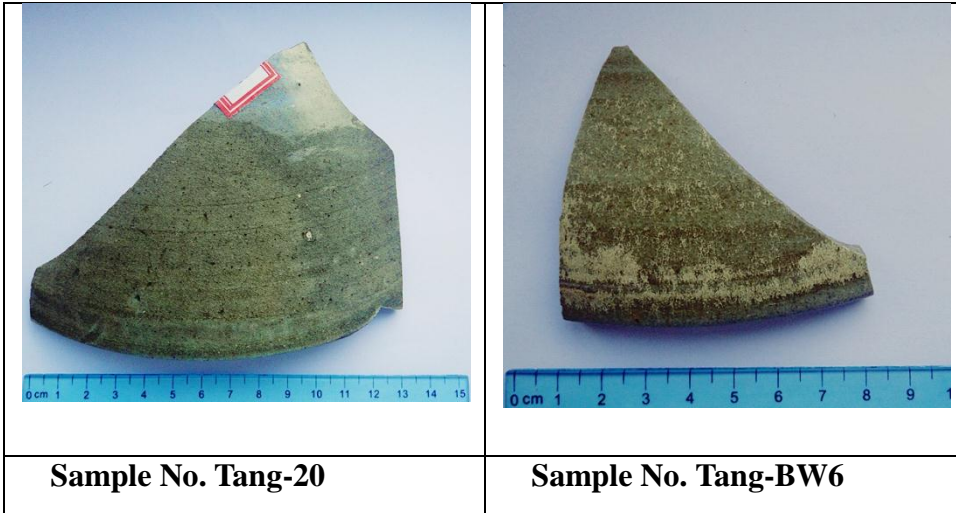 0 cm 1 2 3 4 5 6 7 8 9 10 11 12 13 14 15
0 cm 1 2 3 4 5 6 7 8 9 1
Sample No. Tang-20
Sample No. Tang-BW6